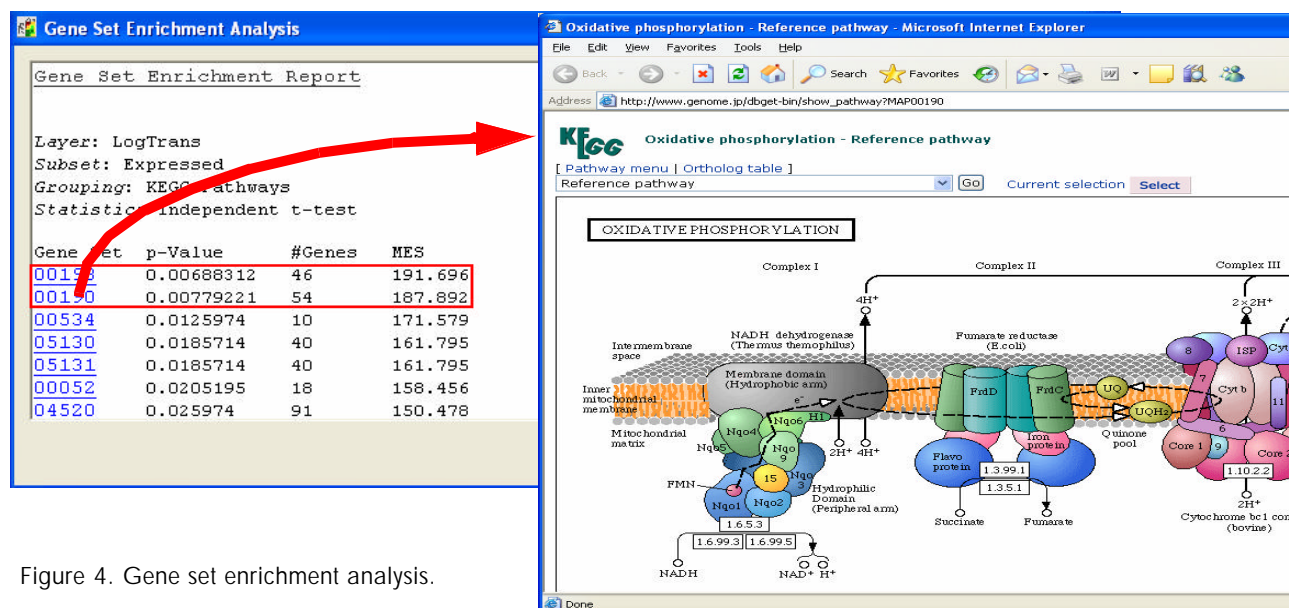 Gene Set Enrichment Analysis
Gene Set Enrichment Report
Layer: LogTrans
Subset: Expressed
Grouping: KEGG Pathways
Statistic: Independent t-test
Gene Set p-Value #Genes MES
00193 0.00688312 46 191.696
00190 0.00779221 54 187.892
00534 0.0125974 10 171.579
05130 0.0185714 40 161.795
05131 0.0185714 40 161.795
00052 0.0205195 18 158.456
04520 0.025974 91 150.478
Figure 4. Gene set enrichment analysis.
Oxidative phosphorylation - Reference pathway - Microsoft Internet Explorer
File Edit View Favorites Tools Help
Back Search Favorites
Address http://www.genome.jp/dbget-bin/show_pathway?MAP00190
KEGG Oxidative phosphorylation - Reference pathway
[ Pathway menu | Ortholog table ]
Reference pathway Go Current selection Select
OXIDATIVE PHOSPHORYLATION
Complex I Complex II Complex III
4H+ 2×2H+
Intermembrane
space
NADH dehydrogenase
(Thermus themophilus)
Fumarate reductase
(E.coli)
8 ISP Cyt
Membrane domain
(Hydrophobic arm)
Inner
mitochondrial
membrane
e-
FrdD FrdC UQ UQH2
7 Cyt b 11
Mitochondrial
matrix
Nqo4 Nqo6 H1
Nqo5 Nqo
9
2H+ 4H+
Iron
protein
Quinone
pool
6
Core 1 9 Core 2
Flavo
protein
1.3.99.1
1.3.5.1
1.10.2.2
FMN 15 Nqo
3
Nqo1 Nqo2
Hydrophilic
Domain
(Peripheral arm)
Succinate Fumarate
2H+
Cytochrome bc1 com
(bovine)
1.6.5.3
1.6.99.3 1.6.99.5
NADH NAD+ H+
Done